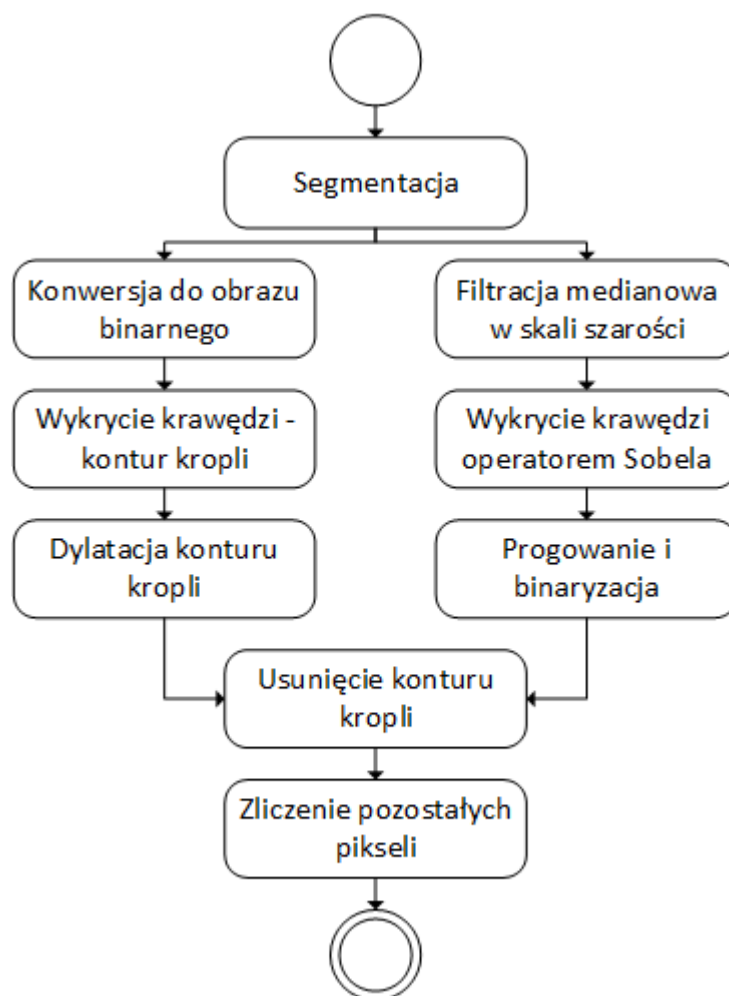 Segmentacja
Konwersja do obrazu
binarnego
Filtracja medianowa
w skali szarości
Wykrycie krawędzi -
kontur kropli
Wykrycie krawędzi
operatorem Sobela
Dylatacja konturu
kropli
Progowanie i
binaryzacja
Usunięcie konturu
kropli
Zliczenie pozostałych
pikseli